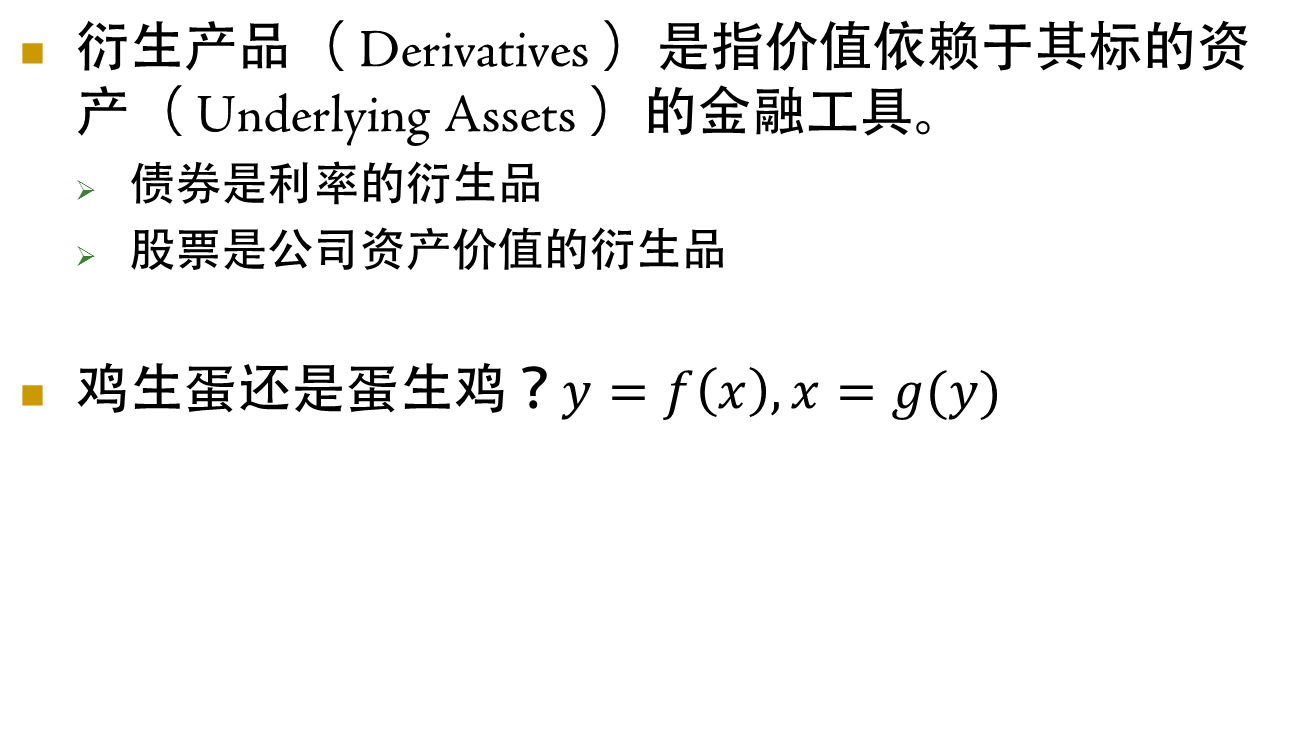 衍生产品（Derivatives）是指价值依赖于其标的资
产（Underlying Assets）的金融工具。
债券是利率的衍生品
股票是公司资产价值的衍生品
鸡生蛋还是蛋生鸡？y = f(x), x = g(y)